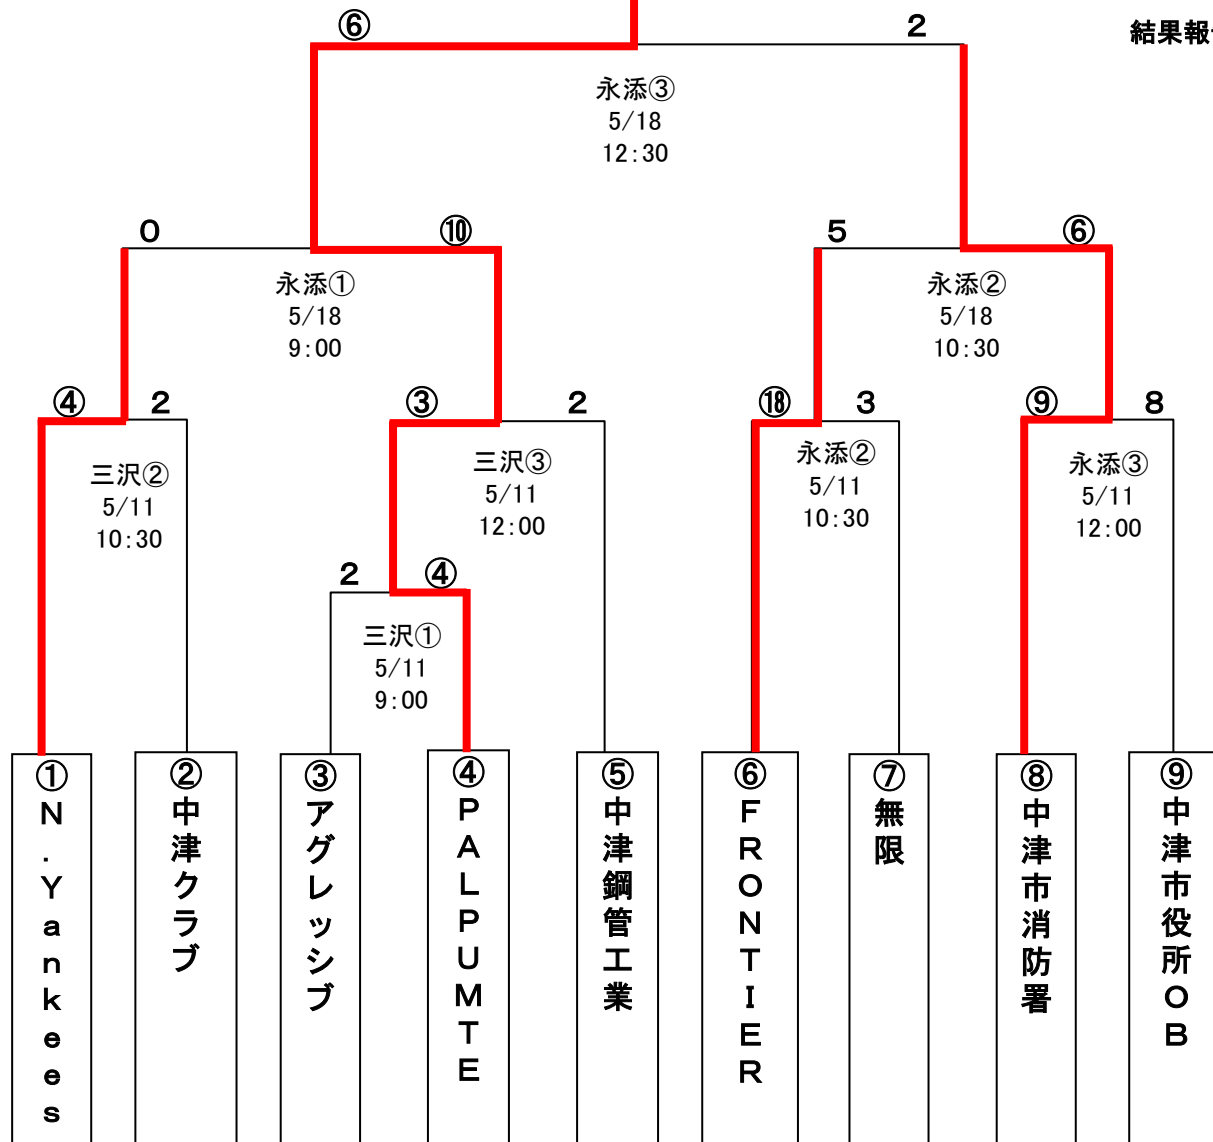 ⑥
2
結果報
永添③
5/18
12:30
0
⑩
5
⑥
永添①
5/18
9:00
永添②
5/18
10:30
④
2
③
2
⑱
3
⑨
8
三沢②
5/11
10:30
三沢③
5/11
12:00
永添②
5/11
10:30
永添③
5/11
12:00
2
④
三沢①
5/11
9:00
①N.Yankees
②中津クラブ
③アグレッシブ
④PALPUMTE
⑤中津鋼管工業
⑥FRONTIER
⑦無限
⑧中津市消防署
⑨中津市役所OB